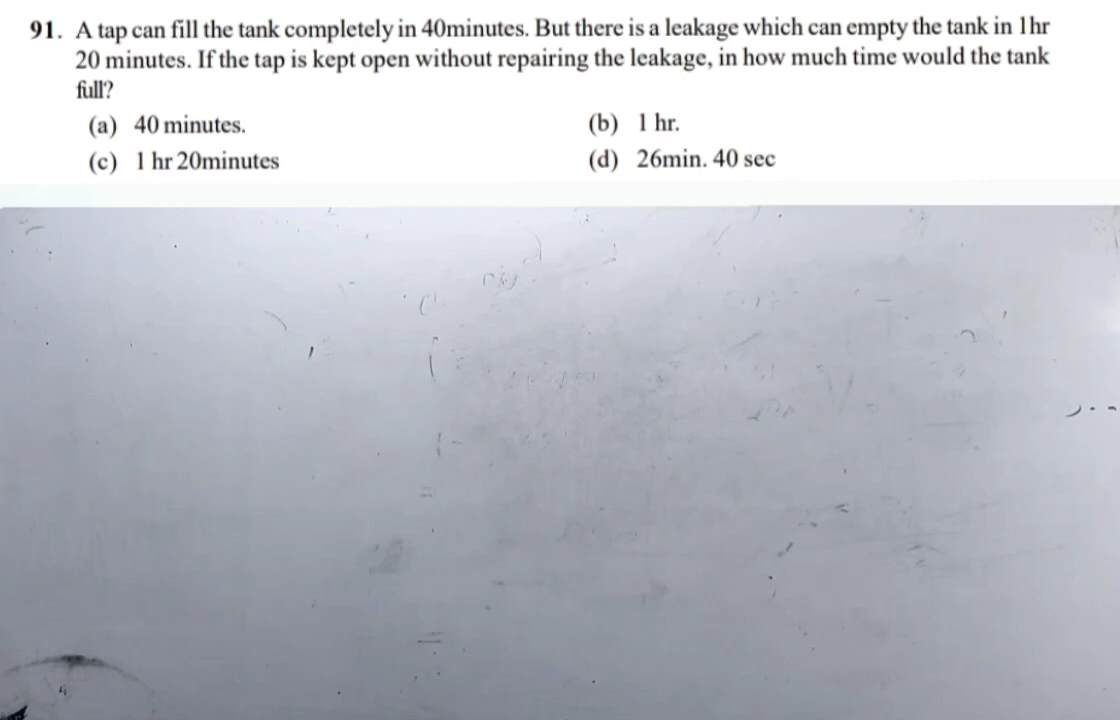 91. A tap can fill the tank completely in 40minutes. But there is a leakage which can empty the tank in 1hr
20 minutes. If the tap is kept open without repairing the leakage, in how much time would the tank
full?
(a) 40 minutes. (b) 1 hr.
(c) 1 hr 20minutes (d) 26min. 40 sec